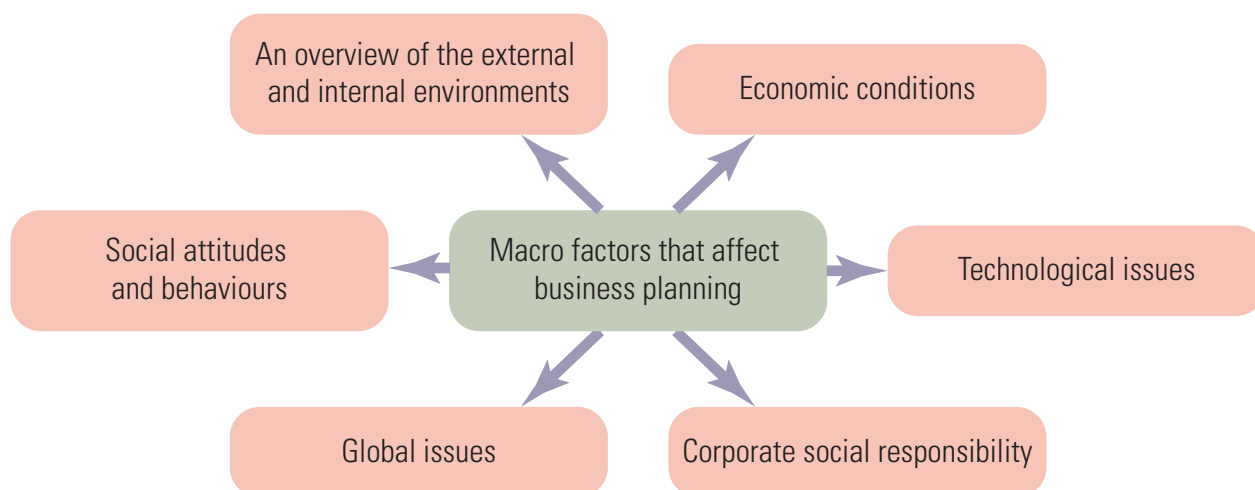 An overview of the external
and internal environments
Economic conditions
Social attitudes
and behaviours
Macro factors that affect
business planning
Technological issues
Global issues
Corporate social responsibility